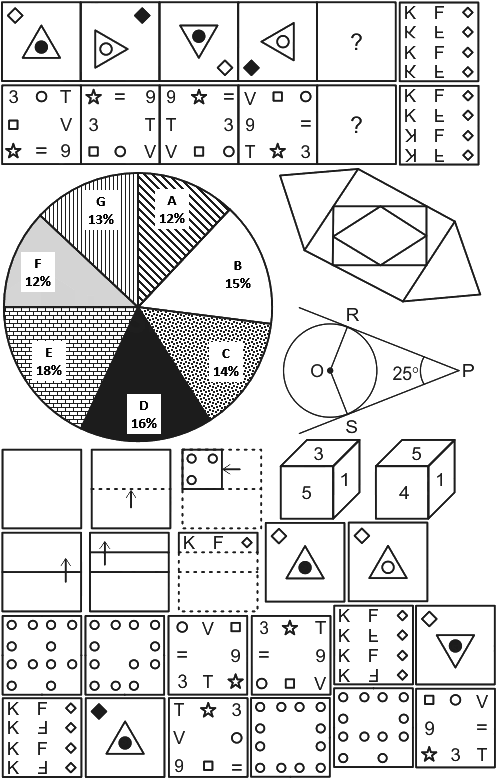 ?
K F
K Ⅎ
K F
K Ⅎ
3 T
V
= 9
= 9
3 T
V
9 =
T 3
V
V
9 =
T 3
?
K F
K Ⅎ
ꓘ F
ꓘ Ⅎ
A
12%
B
15%
C
14%
D
16%
E
18%
F
12%
G
13%
R
O
25°
P
S
3
5 1
5
4 1
K F
V
= 9
3 T
3 T
= 9
V
K F
K Ⅎ
K F
K Ⅎ
K F
K Ⅎ
K F
K Ⅎ
T 3
V
9 =
V
9 =
3 T